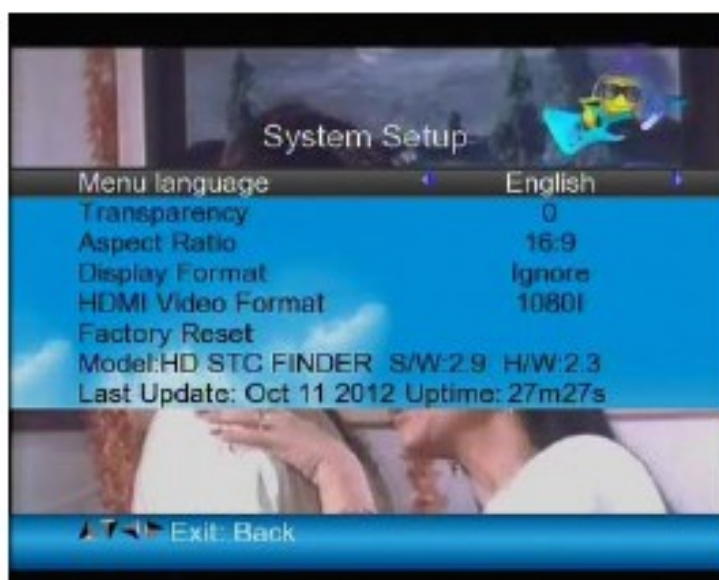 System Setup
Menu language English
Transparency 0
Aspect Ratio 16:9
Display Format Ignore
HDMI Video Format 1080I
Factory Reset
Model:HD STC FINDER S/W:2.9 H/W:2.3
Last Update: Oct 11 2012 Uptime: 27m27s
Exit: Back